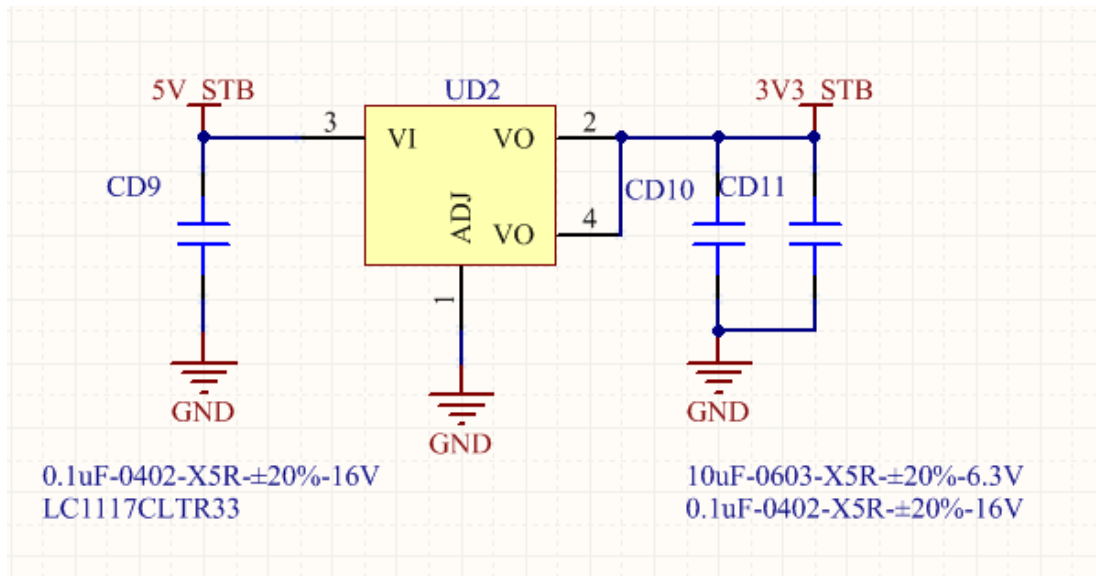 5V_STB
UD2
3V3_STB
3
VI
VO
2
CD9
CD10
CD11
ADJ
VO
4
1
GND
GND
GND
0.1uF-0402-X5R-±20%-16V
LC1117CLTR33
10uF-0603-X5R-±20%-6.3V
0.1uF-0402-X5R-±20%-16V